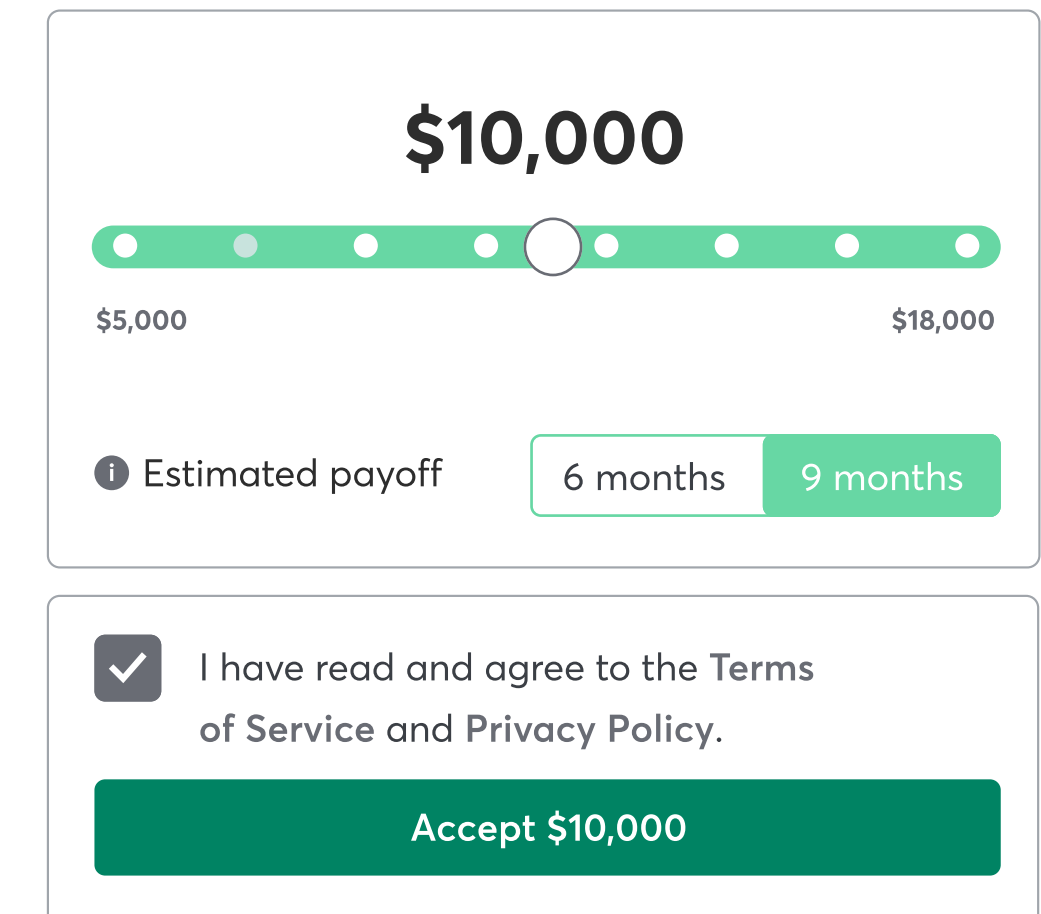 $10,000
$5,000
$18,000
i Estimated payoff
6 months
9 months
I have read and agree to the Terms
of Service and Privacy Policy.
Accept $10,000